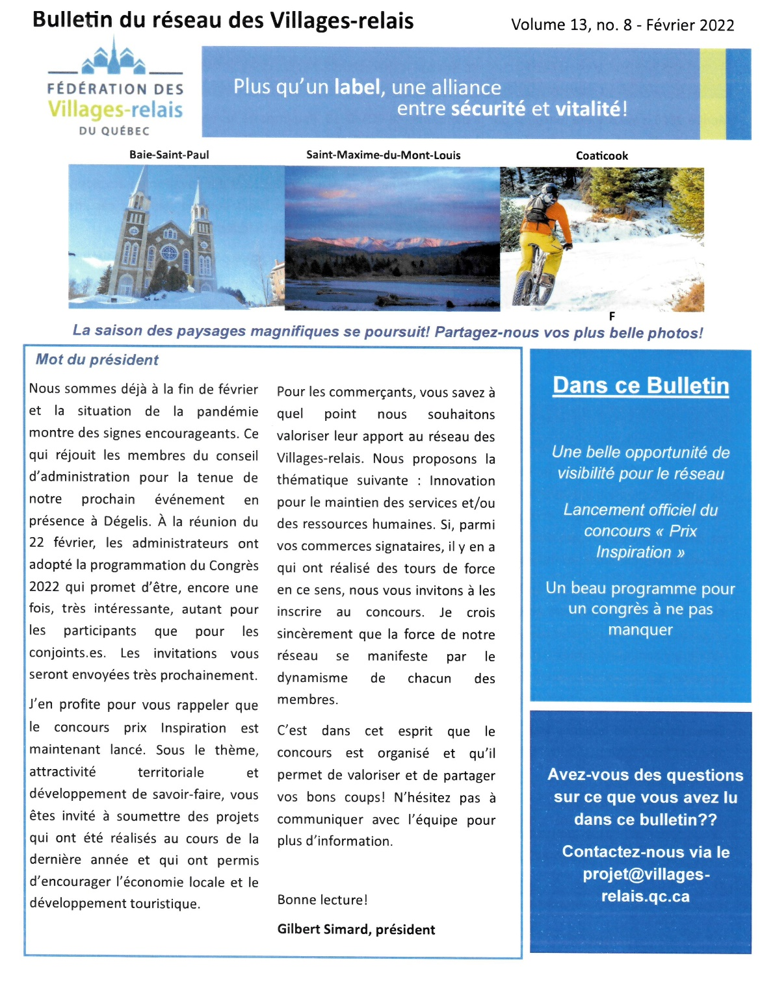 Bulletin du réseau des Villages-relais
Volume 13, no. 8 - Février 2022
FÉDÉRATION DES
Villages-relais
DU QUÉBEC
Plus qu'un label, une alliance
entre sécurité et vitalité!
Baie-Saint-Paul
Saint-Maxime-du-Mont-Louis
Coaticook
F
La saison des paysages magnifiques se poursuit! Partagez-nous vos plus belle photos!
Mot du président
Nous sommes déjà à la fin de février
et la situation de la pandémie
montre des signes encourageants. Ce
qui réjouit les membres du conseil
d'administration pour la tenue de
notre prochain événement en
présence à Dégelis. À la réunion du
22 février, les administrateurs ont
adopté la programmation du Congrès
2022 qui promet d'être, encore une
fois, très intéressante, autant pour
les participants que pour les
conjoints.es. Les invitations vous
seront envoyées très prochainement.
J'en profite pour vous rappeler que
le concours prix Inspiration est
maintenant lancé. Sous le thème,
attractivité territoriale et
développement de savoir-faire, vous
êtes invité à soumettre des projets
qui ont été réalisés au cours de la
dernière année et qui ont permis
d'encourager l'économie locale et le
développement touristique.
Pour les commerçants, vous savez à
quel point nous souhaitons
valoriser leur apport au réseau des
Villages-relais. Nous proposons la
thématique suivante : Innovation
pour le maintien des services et/ou
des ressources humaines. Si, parmi
vos commerces signataires, il y en a
qui ont réalisé des tours de force
en ce sens, nous vous invitons à les
inscrire au concours. Je crois
sincèrement que la force de notre
réseau se manifeste par le
dynamisme de chacun des
membres.
C'est dans cet esprit que le
concours est organisé et qu'il
permet de valoriser et de partager
vos bons coups! N'hésitez pas à
communiquer avec l'équipe pour
plus d'information.
Bonne lecture!
Gilbert Simard, président
Dans ce Bulletin
Une belle opportunité de
visibilité pour le réseau
Lancement officiel du
concours « Prix
Inspiration »
Un beau programme pour
un congrès à ne pas
manquer
Avez-vous des questions
sur ce que vous avez lu
dans ce bulletin??
Contactez-nous via le
projet@villages-
relais.qc.ca